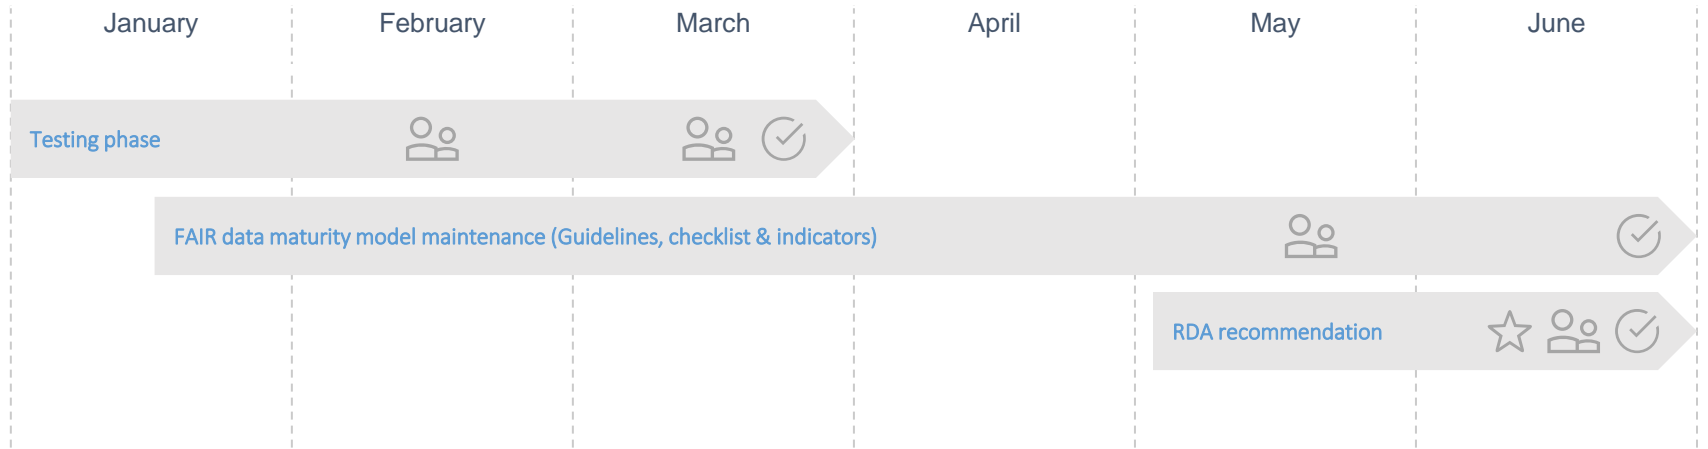 January February March April May June
Testing phase
FAIR data maturity model maintenance (Guidelines, checklist & indicators)
RDA recommendation